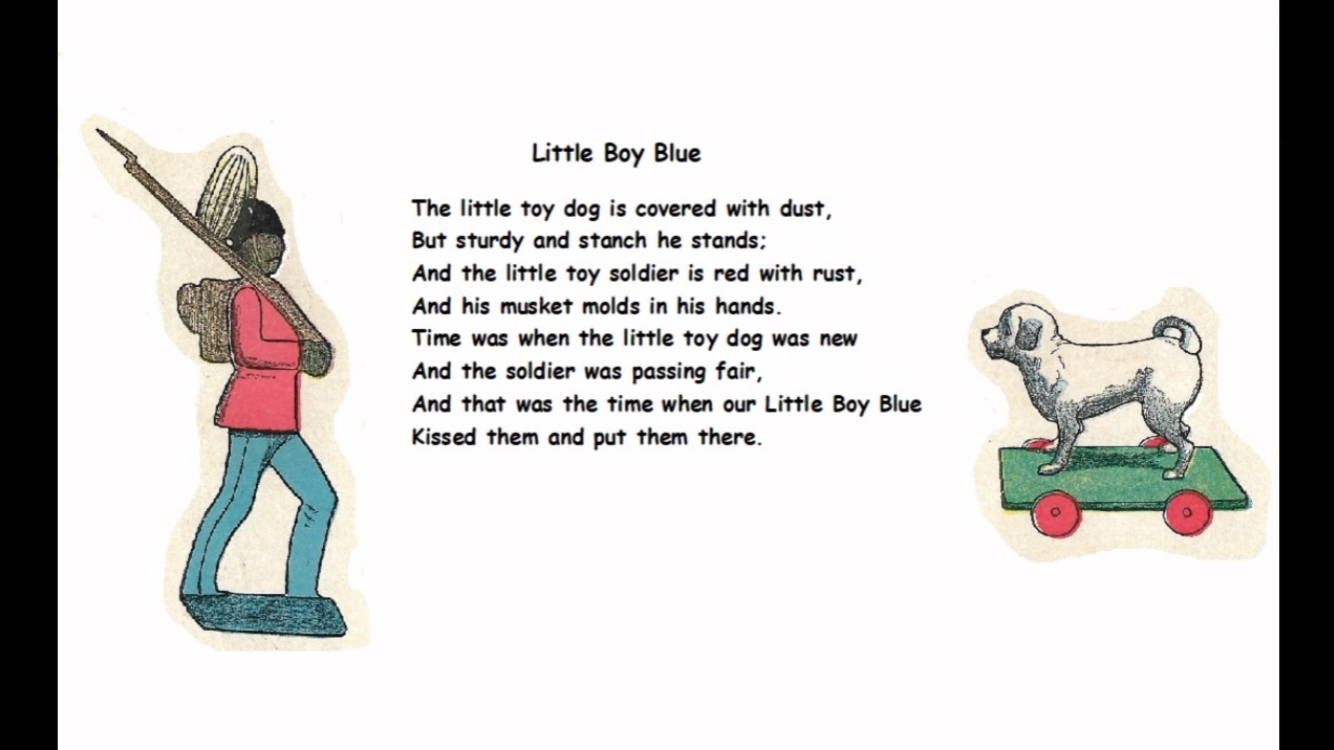 Little Boy Blue
The little toy dog is covered with dust,
But sturdy and stanch he stands;
And the little toy soldier is red with rust,
And his musket molds in his hands.
Time was when the little toy dog was new
And the soldier was passing fair,
And that was the time when our Little Boy Blue
Kissed them and put them there.